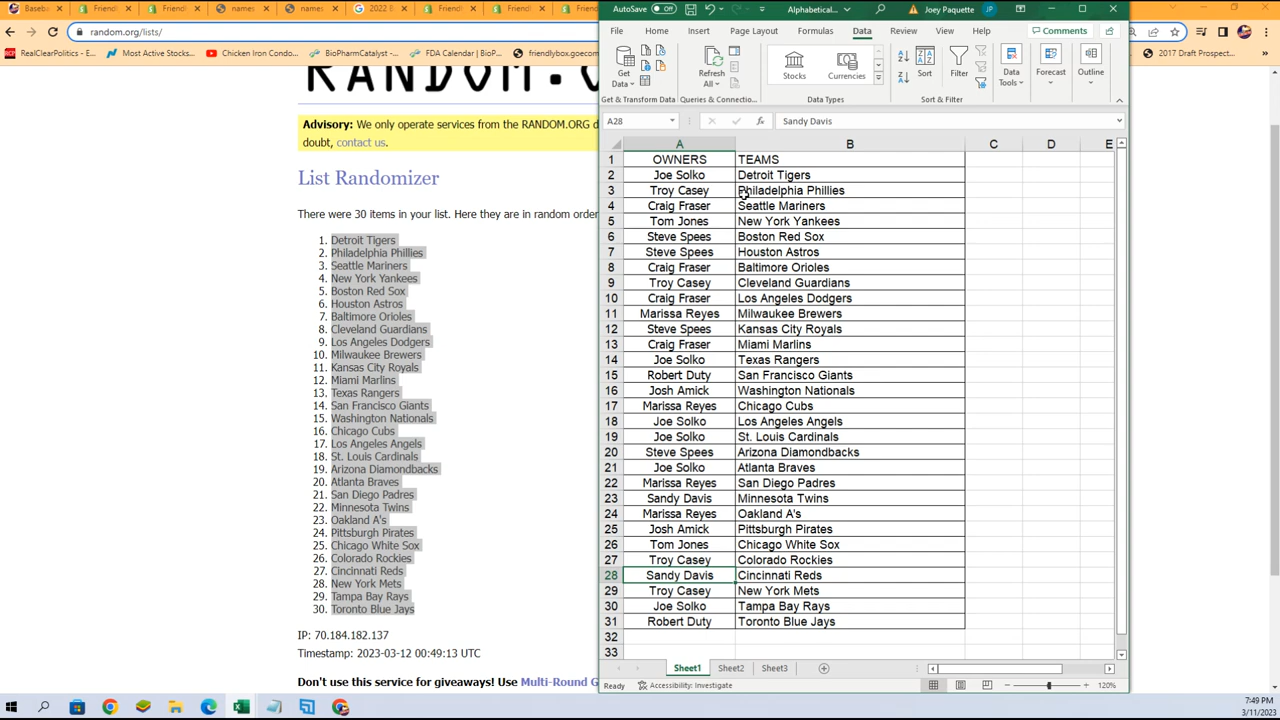 Baseb
Friendl
Friendl
names
names
2022 B
Friendl
Friendl
Friendl
random.org/lists/
RealClearPolitics - E...
Most Active Stocks...
Chicken Iron Condo...
BioPharmCatalyst -...
FDA Calendar | BioP...
friendlybox.goecom
2017 Draft Prospect...
RANDOM.O
Advisory: We only operate services from the RANDOM.ORG d
doubt, contact us.
List Randomizer
There were 30 items in your list. Here they are in random order
1. Detroit Tigers
2. Philadelphia Phillies
3. Seattle Mariners
4. New York Yankees
5. Boston Red Sox
6. Houston Astros
7. Baltimore Orioles
8. Cleveland Guardians
9. Los Angeles Dodgers
10. Milwaukee Brewers
11. Kansas City Royals
12. Miami Marlins
13. Texas Rangers
14. San Francisco Giants
15. Washington Nationals
16. Chicago Cubs
17. Los Angeles Angels
18. St. Louis Cardinals
19. Arizona Diamondbacks
20. Atlanta Braves
21. San Diego Padres
22. Minnesota Twins
23. Oakland A's
24. Pittsburgh Pirates
25. Chicago White Sox
26. Colorado Rockies
27. Cincinnati Reds
28. New York Mets
29. Tampa Bay Rays
30. Toronto Blue Jays
IP: 70.184.182.137
Timestamp: 2023-03-12 00:49:13 UTC
Don't use this service for giveaways! Use Multi-Round G
AutoSave Off Alphabetical... Joey Paquette JP
File Home Insert Page Layout Formulas Data Review View Help Comments
Get Data Refresh All Stocks Currencies Sort Filter Data Tools Forecast Outline
Get & Transform Data Queries & Connectio... Data Types Sort & Filter
A28 fx Sandy Davis
A B C D E
1 OWNERS TEAMS
2 Joe Solko Detroit Tigers
3 Troy Casey Philadelphia Phillies
4 Craig Fraser Seattle Mariners
5 Tom Jones New York Yankees
6 Steve Spees Boston Red Sox
7 Steve Spees Houston Astros
8 Craig Fraser Baltimore Orioles
9 Troy Casey Cleveland Guardians
10 Craig Fraser Los Angeles Dodgers
11 Marissa Reyes Milwaukee Brewers
12 Steve Spees Kansas City Royals
13 Craig Fraser Miami Marlins
14 Joe Solko Texas Rangers
15 Robert Duty San Francisco Giants
16 Josh Amick Washington Nationals
17 Marissa Reyes Chicago Cubs
18 Joe Solko Los Angeles Angels
19 Joe Solko St. Louis Cardinals
20 Steve Spees Arizona Diamondbacks
21 Joe Solko Atlanta Braves
22 Marissa Reyes San Diego Padres
23 Sandy Davis Minnesota Twins
24 Marissa Reyes Oakland A's
25 Josh Amick Pittsburgh Pirates
26 Tom Jones Chicago White Sox
27 Troy Casey Colorado Rockies
28 Sandy Davis Cincinnati Reds
29 Troy Casey New York Mets
30 Joe Solko Tampa Bay Rays
31 Robert Duty Toronto Blue Jays
32
33
Sheet1 Sheet2 Sheet3
Ready Accessibility: Investigate 120%
7:49 PM
3/11/2023